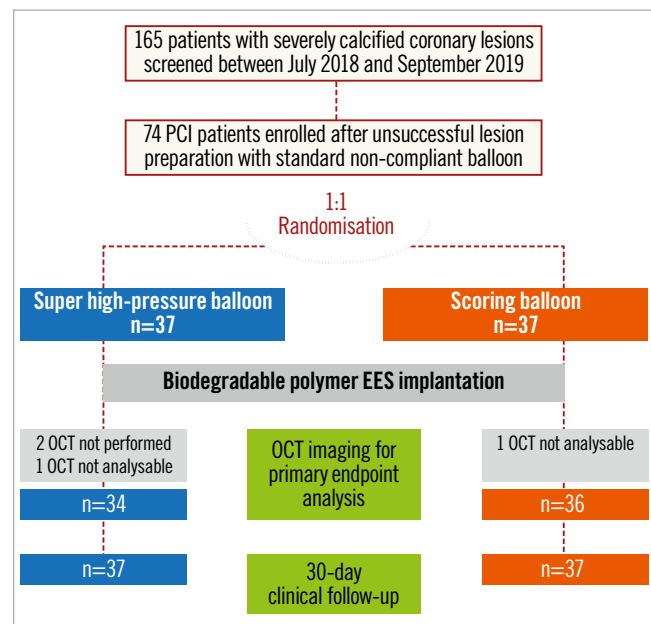 165 patients with severely calcified coronary lesions
screened between July 2018 and September 2019
74 PCI patients enrolled after unsuccessful lesion
preparation with standard non-compliant balloon
1:1
Randomisation
Super high-pressure balloon
n=37
Scoring balloon
n=37
Biodegradable polymer EES implantation
2 OCT not performed
1 OCT not analysable
OCT imaging for
primary endpoint
analysis
1 OCT not analysable
n=34
n=36
n=37
30-day
clinical follow-up
n=37